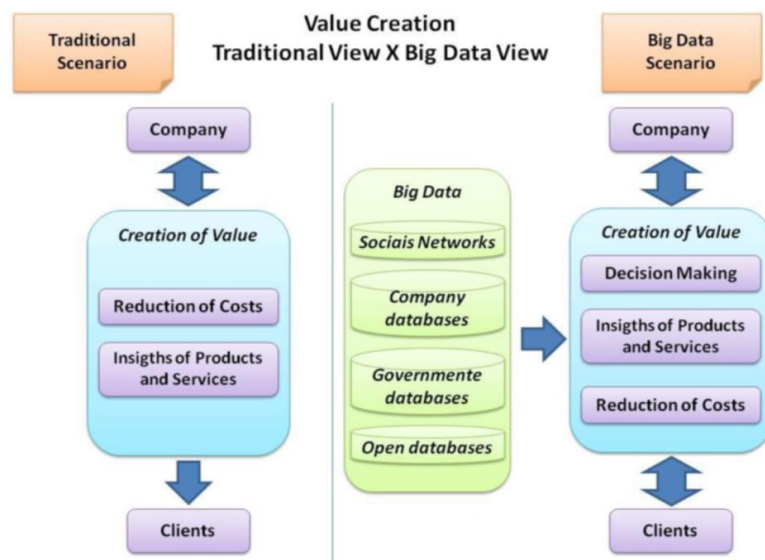 Value Creation
Traditional View X Big Data View
Traditional
Scenario
Company
Creation of Value
Reduction of Costs
Insigths of Products
and Services
Clients
Big Data
Sociais Networks
Company
databases
Governmente
databases
Open databases
Big Data
Scenario
Company
Creation of Value
Decision Making
Insigths of Products
and Services
Reduction of Costs
Clients